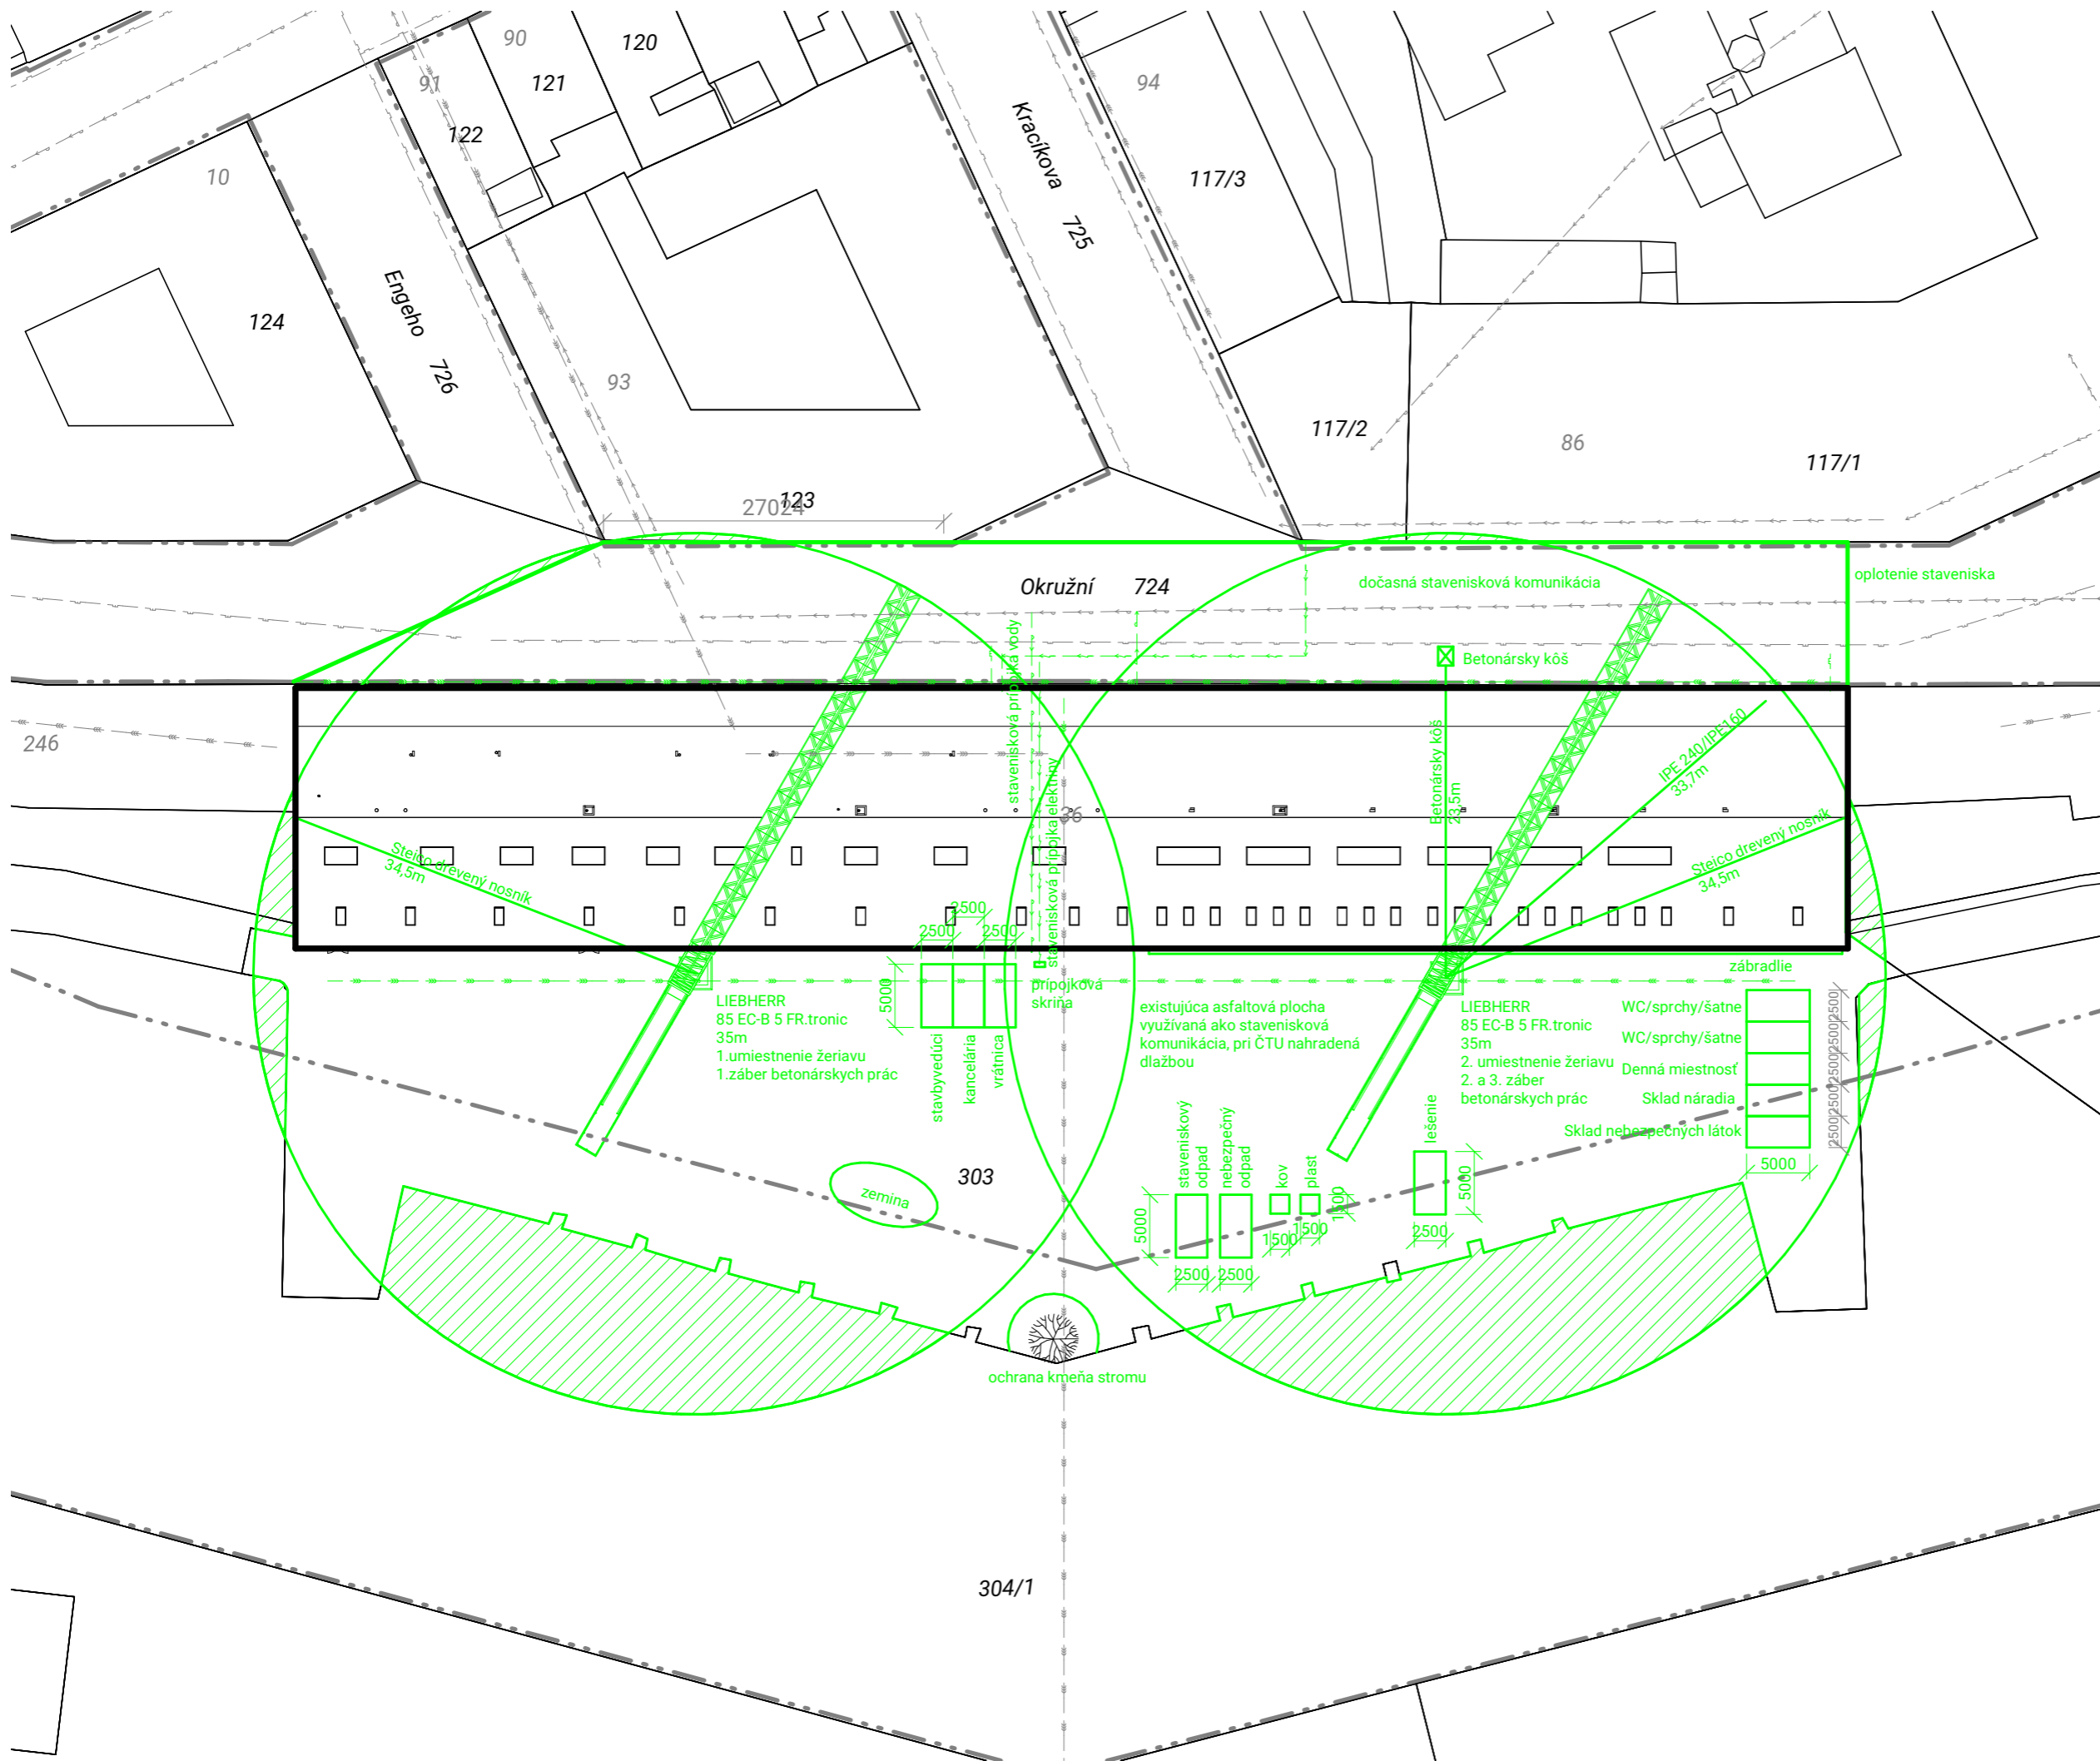 90
120
91
121
122
94
10
117/3
Kracíkova 725
124
Engeho 726
93
117/2
86
117/1
123
27024
Okružní 724
dočasná stavenisková komunikácia
oplotenie staveniska
stavenisková prípojka vody
Betonársky kôš
246
Betonársky kôš
23,5m
IPE 240/IPE160
33,7m
stavenisková prípojka elektriny
Steico drevený nosník
34,5m
Steico drevený nosník
34,5m
2500
2500
2500
5000
prípojková
skriňa
zábradlie
LIEBHERR
85 EC-B 5 FR.tronic
35m
1.umiestnenie žeriavu
1.záber betonárskych prác
stavbyvedúci
kancelária
vrátnica
existujúca asfaltová plocha
využívaná ako stavenisková
komunikácia, pri ČTU nahradená
dlažbou
LIEBHERR
85 EC-B 5 FR.tronic
35m
2. umiestnenie žeriavu
2. a 3. záber
betonárskych prác
WC/sprchy/šatne
WC/sprchy/šatne
Denná miestnosť
Sklad náradia
Sklad nebezpečných látok
2500
2500
2500
2500
2500
5000
staveniskový
odpad
nebezpečný
odpad
kov
plast
lešenie
303
zemina
5000
2500
2500
1500
1500
1500
5000
2500
ochrana kmeňa stromu
304/1